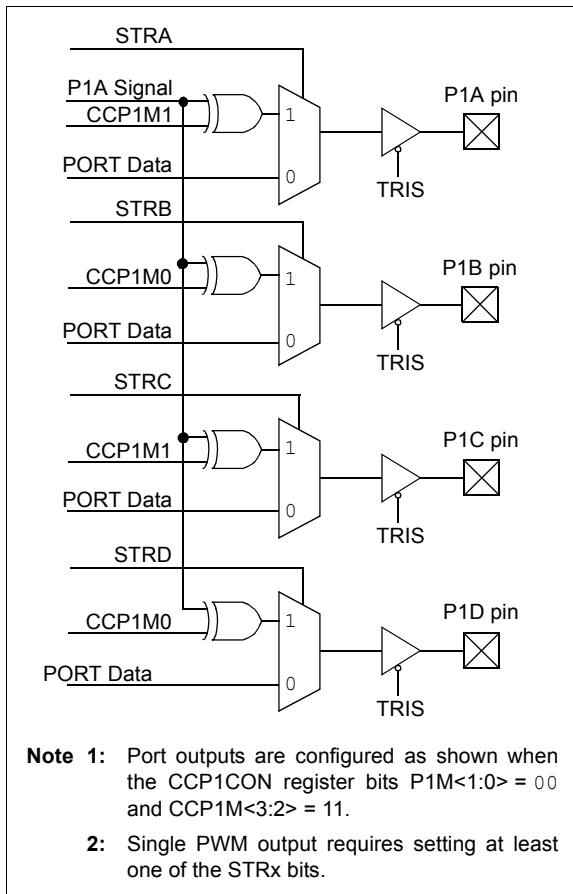 STRA
P1A Signal
P1A pin
CCP1M1
1
PORT Data
0
TRIS
STRB
P1B pin
CCP1M0
1
PORT Data
0
TRIS
STRC
P1C pin
CCP1M1
1
PORT Data
0
TRIS
STRD
P1D pin
CCP1M0
1
PORT Data
0
TRIS
Note 1: Port outputs are configured as shown when
the CCP1CON register bits P1M<1:0> = 00
and CCP1M<3:2> = 11.
2: Single PWM output requires setting at least
one of the STRx bits.